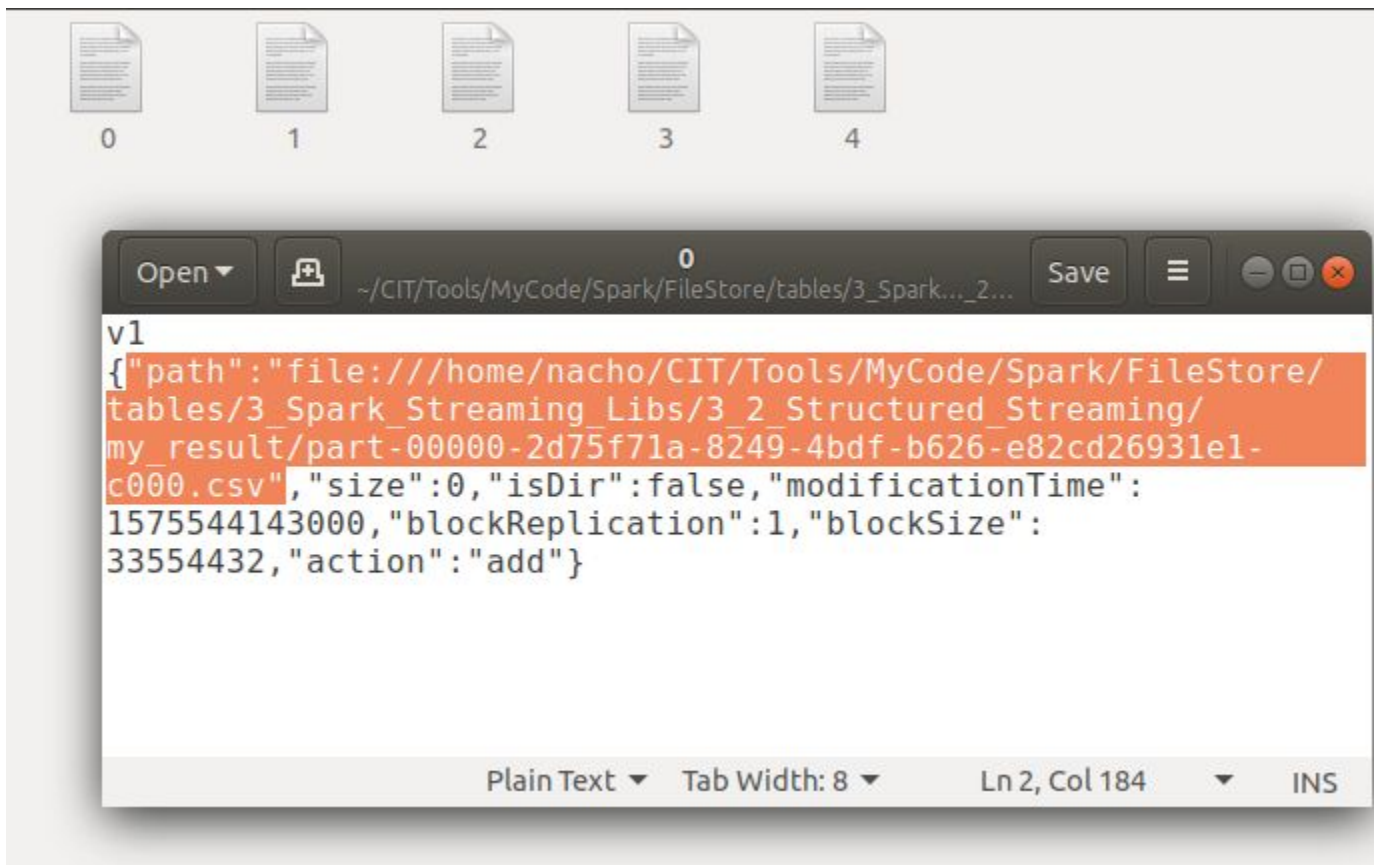 0 1 2 3 4
Open 0 Save
~/CIT/Tools/MyCode/Spark/FileStore/tables/3_Spark..._2...
v1
{"path":"file:///home/nacho/CIT/Tools/MyCode/Spark/FileStore/
tables/3_Spark_Streaming_Libs/3_2_Structured_Streaming/
my_result/part-00000-2d75f71a-8249-4bdf-b626-e82cd26931e1-
c000.csv","size":0,"isDir":false,"modificationTime":
1575544143000,"blockReplication":1,"blockSize":
33554432,"action":"add"}
Plain Text Tab Width: 8 Ln 2, Col 184 INS